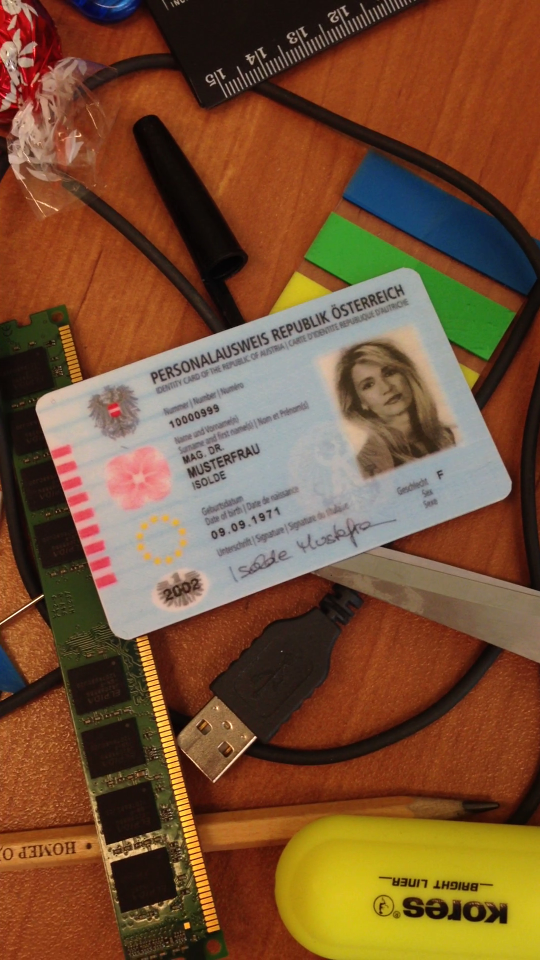 15 14 13 12
PERSONALAUSWEIS REPUBLIK ÖSTERREICH
IDENTITY CARD OF THE REPUBLIC OF AUSTRIA / CARTE D'IDENTITÉ RÉPUBLIQUE D'AUTRICHE
Nummer / Number / Numéro
10000999
Name und Vorname(n)
Surname and first name(s) / Nom et Prénom(s)
MAG. DR.
MUSTERFRAU
ISOLDE
Geburtsdatum
Date of birth / Date de naissance
09.09.1971
Geschlecht F
Sex
Sexe
Unterschrift / Signature / Signature du titulaire
Isolde Musterfrau
2002
НОМЕР О
Kores®
BRIGHT LINER